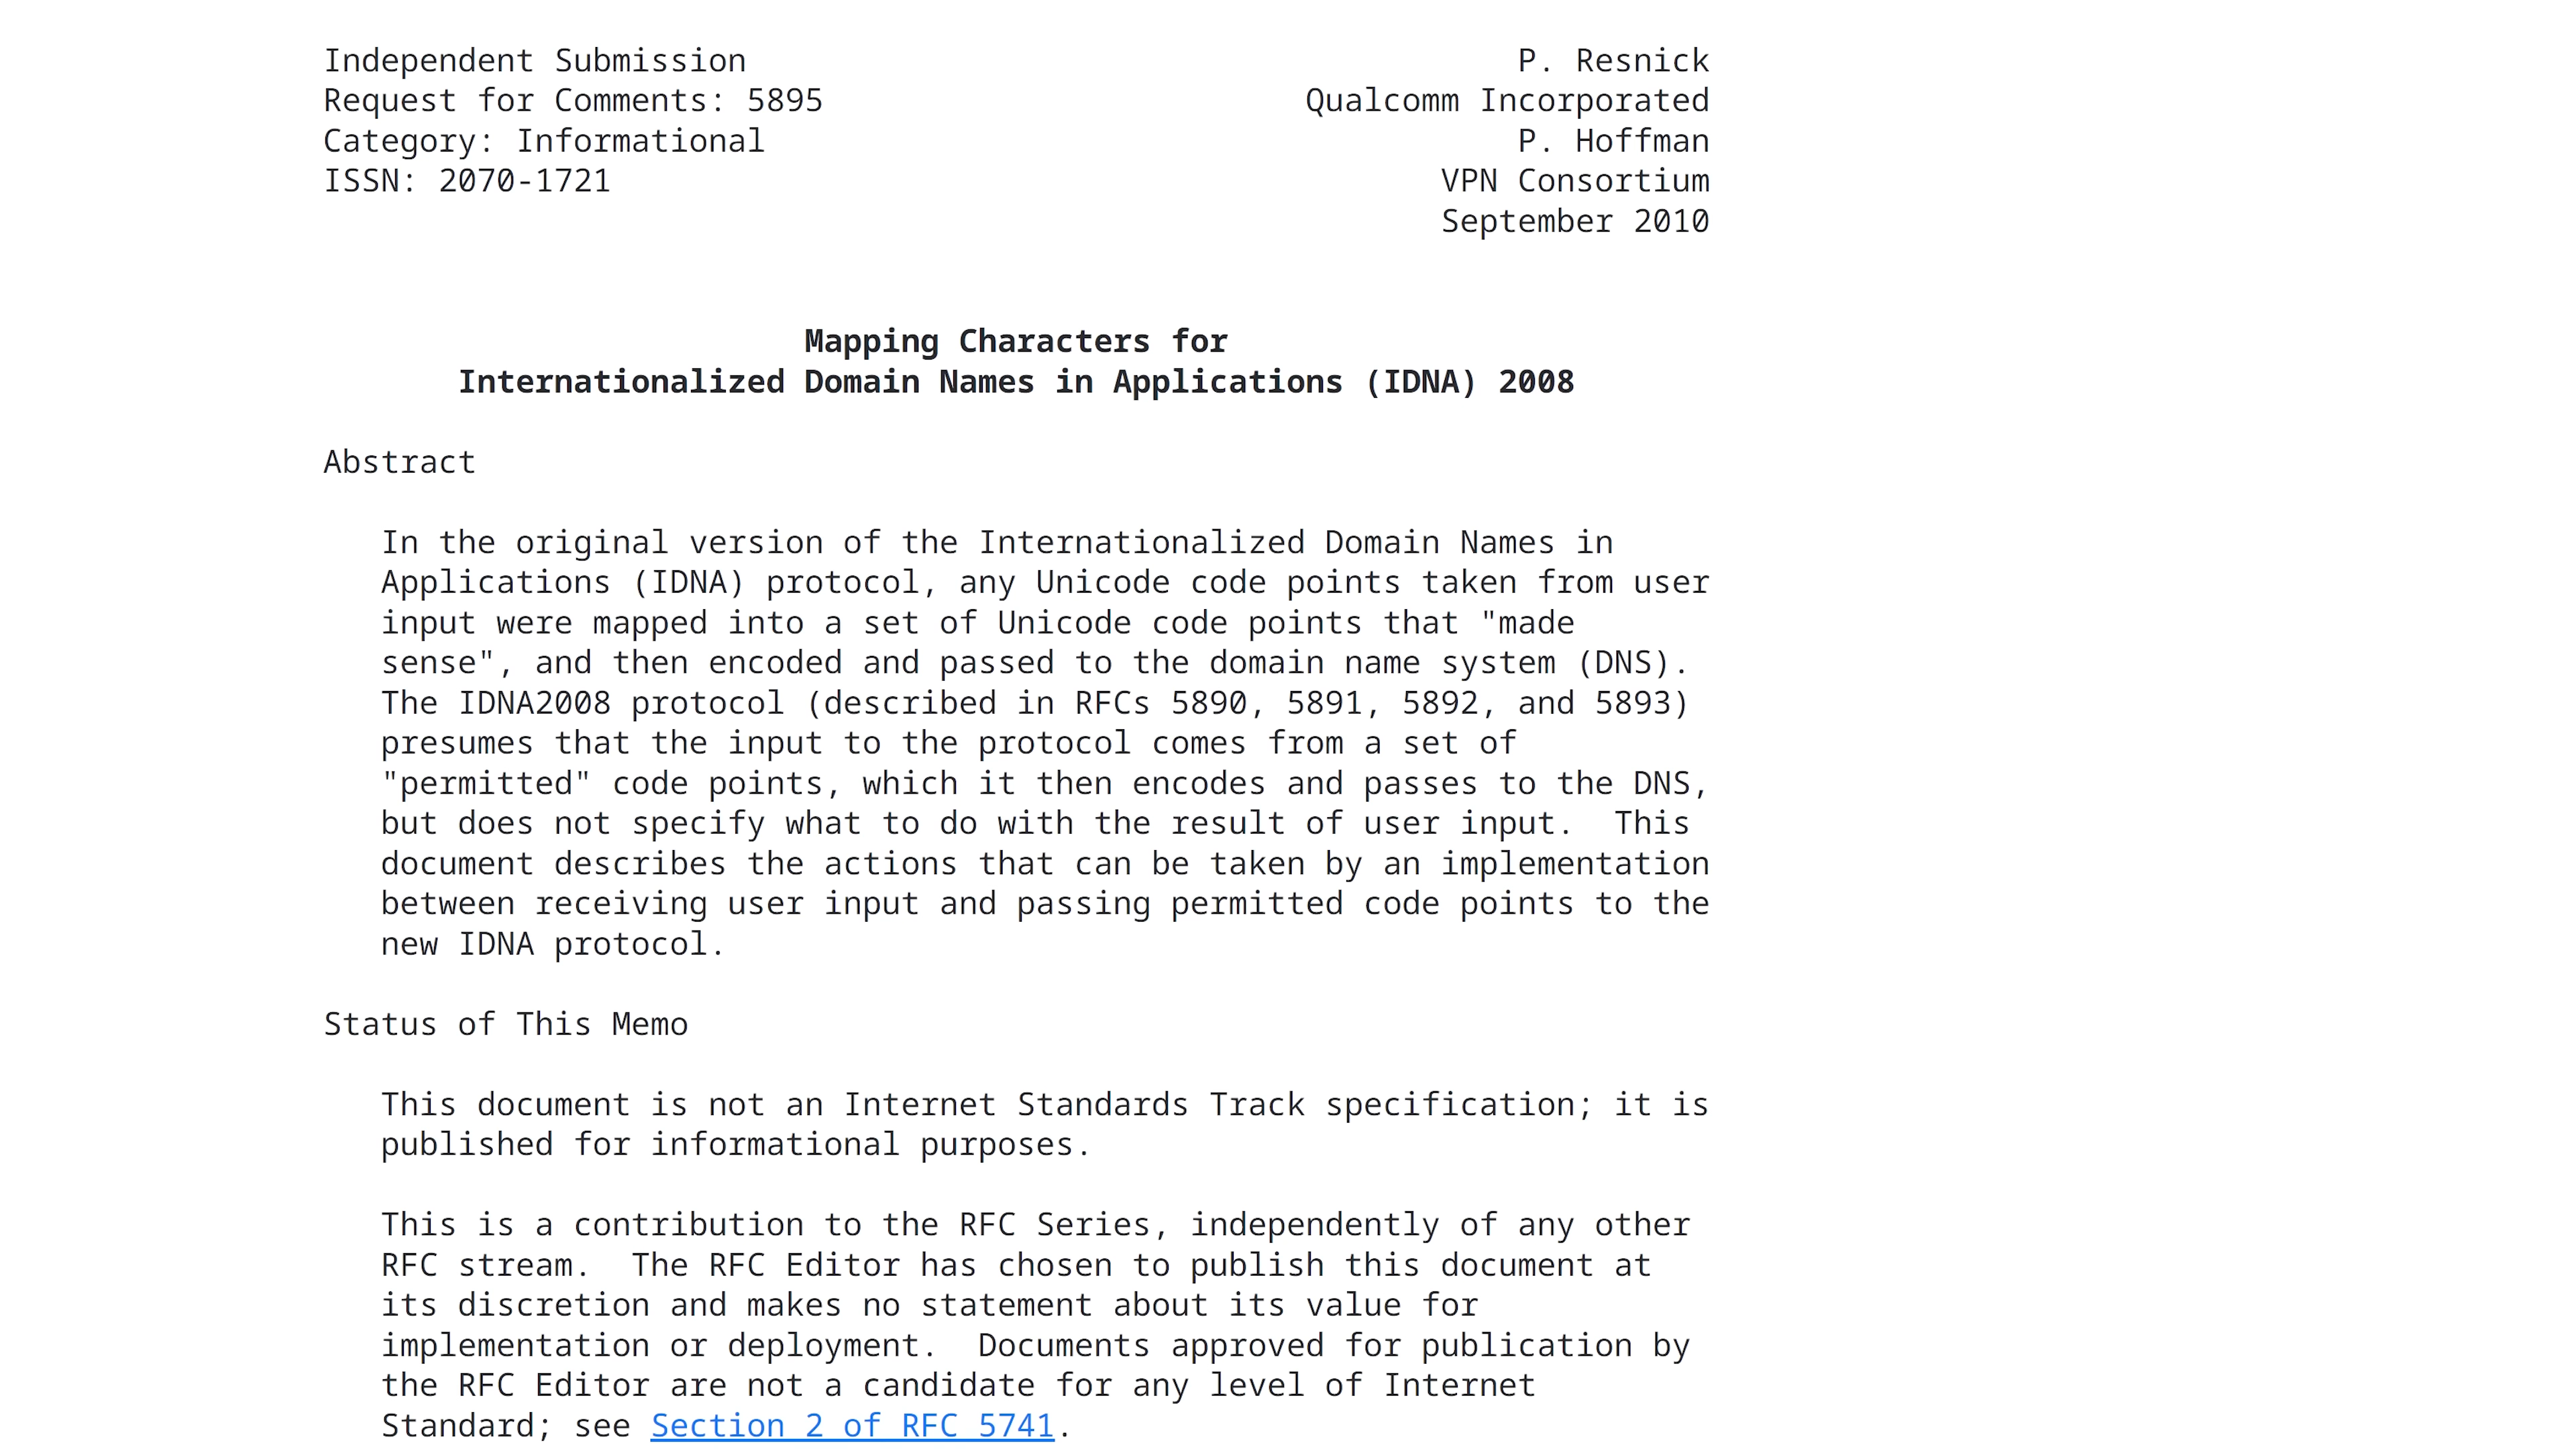 Independent Submission                                        P. Resnick
Request for Comments: 5895                         Qualcomm Incorporated
Category: Informational                                       P. Hoffman
ISSN: 2070-1721                                           VPN Consortium
                                                          September 2010

                         Mapping Characters for
       Internationalized Domain Names in Applications (IDNA) 2008

Abstract

   In the original version of the Internationalized Domain Names in
   Applications (IDNA) protocol, any Unicode code points taken from user
   input were mapped into a set of Unicode code points that "made
   sense", and then encoded and passed to the domain name system (DNS).
   The IDNA2008 protocol (described in RFCs 5890, 5891, 5892, and 5893)
   presumes that the input to the protocol comes from a set of
   "permitted" code points, which it then encodes and passes to the DNS,
   but does not specify what to do with the result of user input.  This
   document describes the actions that can be taken by an implementation
   between receiving user input and passing permitted code points to the
   new IDNA protocol.

Status of This Memo

   This document is not an Internet Standards Track specification; it is
   published for informational purposes.

   This is a contribution to the RFC Series, independently of any other
   RFC stream.  The RFC Editor has chosen to publish this document at
   its discretion and makes no statement about its value for
   implementation or deployment.  Documents approved for publication by
   the RFC Editor are not a candidate for any level of Internet
   Standard; see Section 2 of RFC 5741.